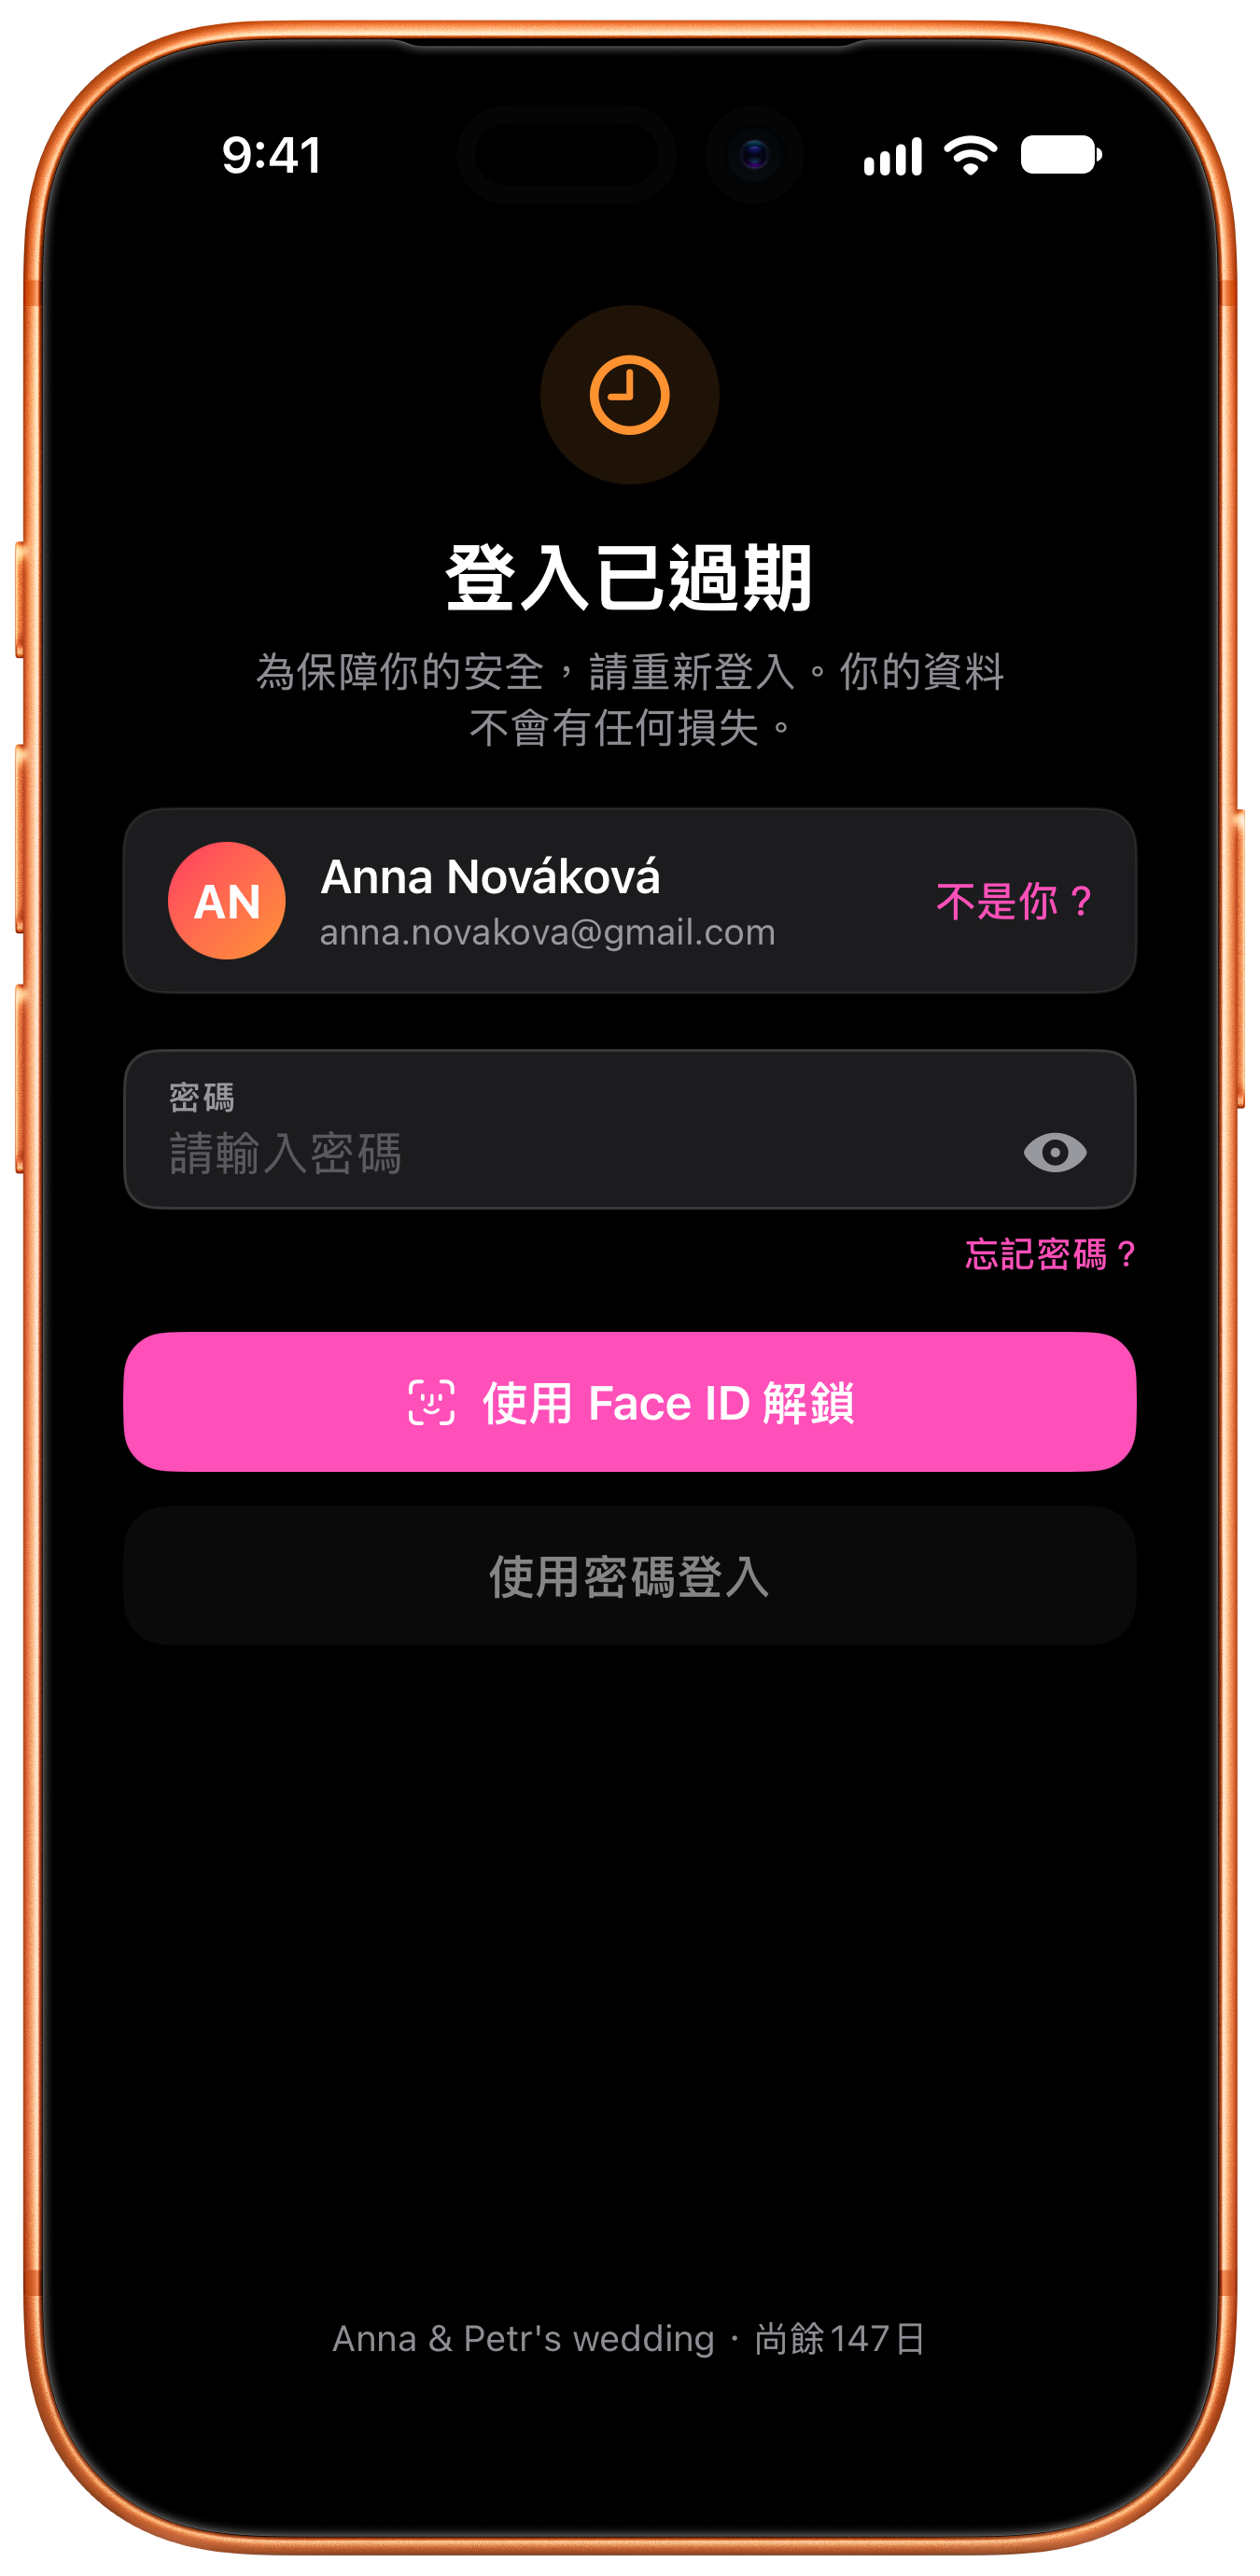 9:41
登入已過期
為保障你的安全，請重新登入。你的資料
不會有任何損失。
AN
Anna Nováková
anna.novakova@gmail.com
不是你？
密碼
請輸入密碼
忘記密碼？
使用 Face ID 解鎖
使用密碼登入
Anna & Petr's wedding · 尚餘147日